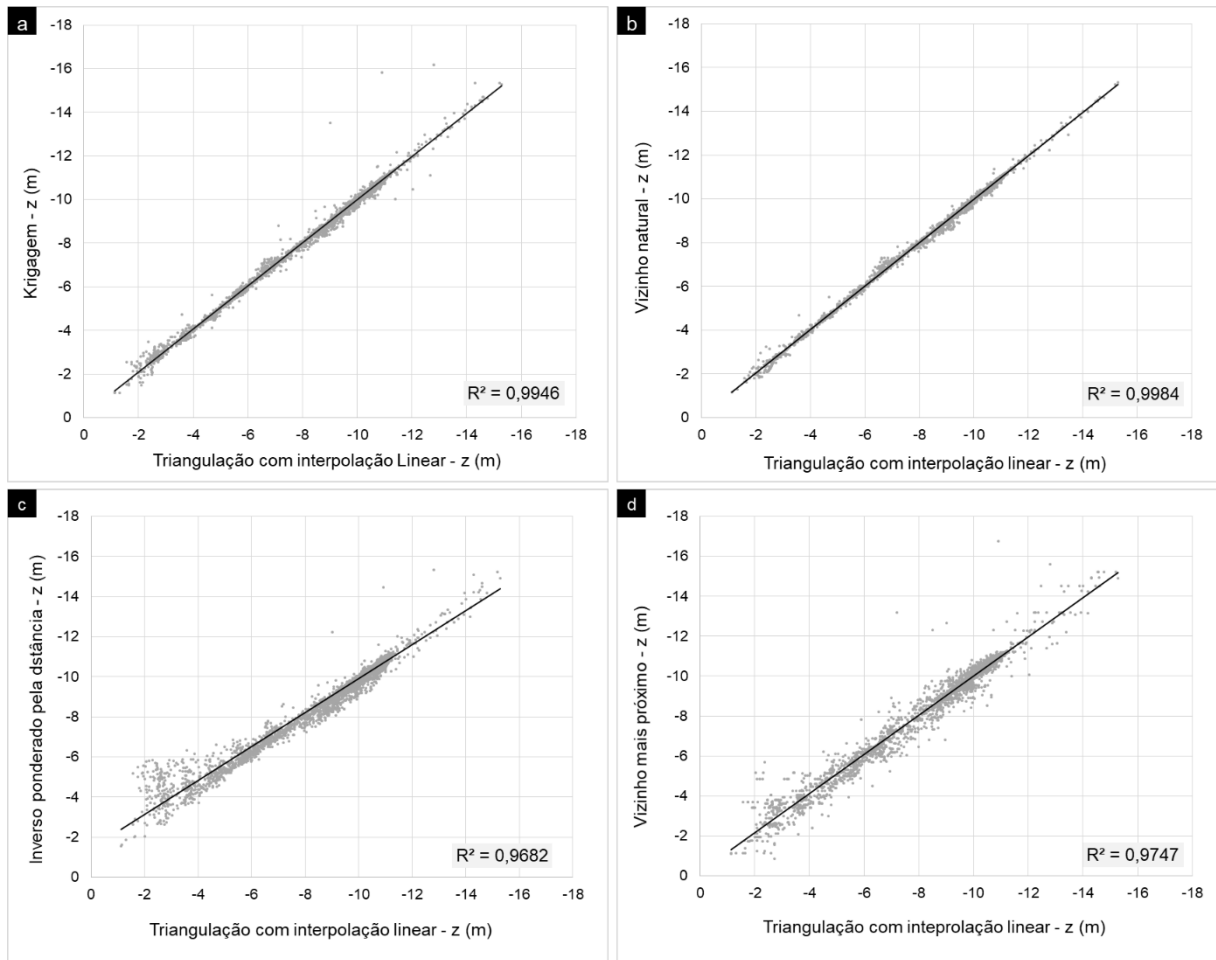 a
-18
-16
-14
-12
-10
-8
-6
-4
-2
0
Krigagem - z (m)
R² = 0,9946
0 -2 -4 -6 -8 -10 -12 -14 -16 -18
Triangulação com interpolação Linear - z (m)
b
-18
-16
-14
-12
-10
-8
-6
-4
-2
0
Vizinho natural - z (m)
R² = 0,9984
0 -2 -4 -6 -8 -10 -12 -14 -16 -18
Triangulação com interpolação linear - z (m)
c
-18
-16
-14
-12
-10
-8
-6
-4
-2
0
Inverso ponderado pela dstância - z (m)
R² = 0,9682
0 -2 -4 -6 -8 -10 -12 -14 -16 -18
Triangulação com interpolação linear - z (m)
d
-18
-16
-14
-12
-10
-8
-6
-4
-2
0
Vizinho mais próximo - z (m)
R² = 0,9747
0 -2 -4 -6 -8 -10 -12 -14 -16 -18
Triangulação com inteprolação linear - z (m)